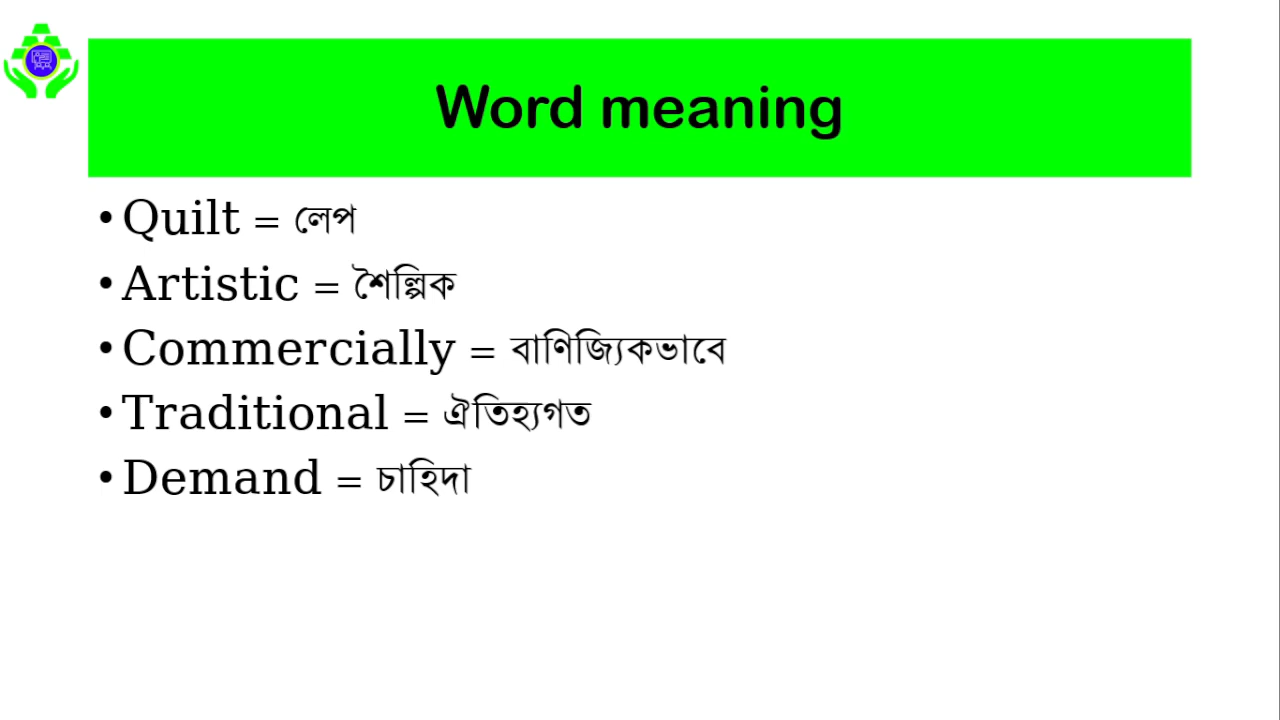 Word meaning
• Quilt = লেপ
• Artistic = শৈল্পিক
• Commercially = বাণিজ্যিকভাবে
• Traditional = ঐতিহ্যগত
• Demand = চাহিদা